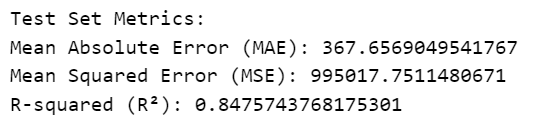 Test Set Metrics:
Mean Absolute Error (MAE): 367.6569049541767
Mean Squared Error (MSE): 995017.7511480671
R-squared (R²): 0.8475743768175301